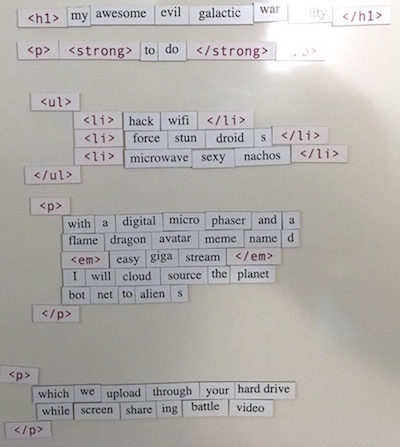 <h1> my awesome evil galactic war </h1>
<p> <strong> to do </strong>
<ul>
<li> hack wifi </li>
<li> force stun droid s </li>
<li> microwave sexy nachos </li>
</ul>
<p>
with a digital micro phaser and a
flame dragon avatar meme name d
<em> easy giga stream </em>
I will cloud source the planet
bot net to alien s
</p>
<p>
which we upload through your hard drive
while screen share ing battle video
</p>